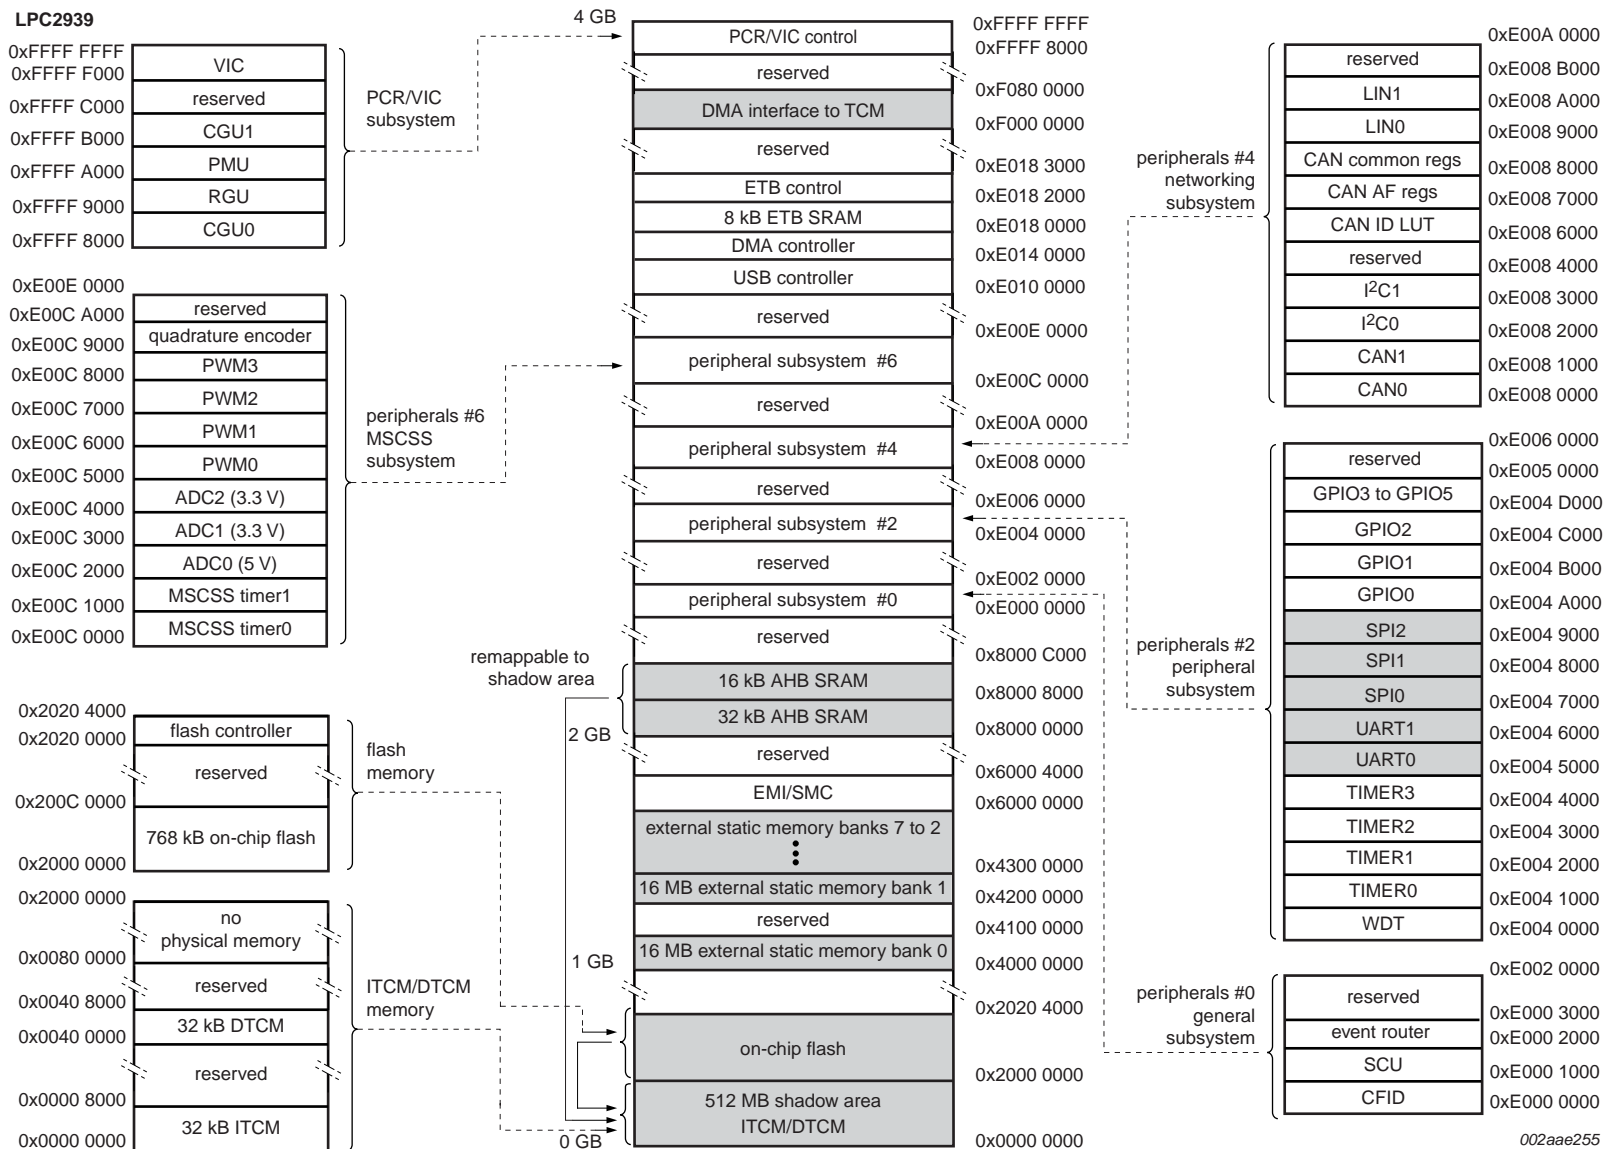 LPC2939
0xFFFF FFFF
VIC
0xFFFF F000
reserved
0xFFFF C000
CGU1
0xFFFF B000
PMU
0xFFFF A000
RGU
0xFFFF 9000
CGU0
0xFFFF 8000
PCR/VIC
subsystem
0xE00E 0000
reserved
0xE00C A000
quadrature encoder
0xE00C 9000
PWM3
0xE00C 8000
PWM2
0xE00C 7000
PWM1
0xE00C 6000
PWM0
0xE00C 5000
ADC2 (3.3 V)
0xE00C 4000
ADC1 (3.3 V)
0xE00C 3000
ADC0 (5 V)
0xE00C 2000
MSCSS timer1
0xE00C 1000
MSCSS timer0
0xE00C 0000
peripherals #6
MSCSS
subsystem
0x2020 4000
flash controller
0x2020 0000
reserved
0x200C 0000
768 kB on-chip flash
0x2000 0000
flash
memory
0x2000 0000
no
physical memory
0x0080 0000
reserved
0x0040 8000
32 kB DTCM
0x0040 0000
reserved
0x0000 8000
32 kB ITCM
0x0000 0000
ITCM/DTCM
memory
4 GB
0xFFFF FFFF
PCR/VIC control
0xFFFF 8000
reserved
0xF080 0000
DMA interface to TCM
0xF000 0000
reserved
0xE018 3000
ETB control
0xE018 2000
8 kB ETB SRAM
0xE018 0000
DMA controller
0xE014 0000
USB controller
0xE010 0000
reserved
0xE00E 0000
peripheral subsystem #6
0xE00C 0000
reserved
0xE00A 0000
peripheral subsystem #4
0xE008 0000
reserved
0xE006 0000
peripheral subsystem #2
0xE004 0000
reserved
0xE002 0000
peripheral subsystem #0
0xE000 0000
reserved
0x8000 C000
remappable to
shadow area
16 kB AHB SRAM
0x8000 8000
32 kB AHB SRAM
0x8000 0000
2 GB
reserved
0x6000 4000
EMI/SMC
0x6000 0000
external static memory banks 7 to 2
0x4300 0000
16 MB external static memory bank 1
0x4200 0000
reserved
0x4100 0000
16 MB external static memory bank 0
0x4000 0000
1 GB
0x2020 4000
on-chip flash
0x2000 0000
512 MB shadow area
ITCM/DTCM
0 GB
0x0000 0000
0xE00A 0000
reserved
0xE008 B000
LIN1
0xE008 A000
LIN0
0xE008 9000
CAN common regs
0xE008 8000
CAN AF regs
0xE008 7000
CAN ID LUT
0xE008 6000
reserved
0xE008 4000
I2C1
0xE008 3000
I2C0
0xE008 2000
CAN1
0xE008 1000
CAN0
0xE008 0000
peripherals #4
networking
subsystem
0xE006 0000
reserved
0xE005 0000
GPIO3 to GPIO5
0xE004 D000
GPIO2
0xE004 C000
GPIO1
0xE004 B000
GPIO0
0xE004 A000
SPI2
0xE004 9000
SPI1
0xE004 8000
SPI0
0xE004 7000
UART1
0xE004 6000
UART0
0xE004 5000
TIMER3
0xE004 4000
TIMER2
0xE004 3000
TIMER1
0xE004 2000
TIMER0
0xE004 1000
WDT
0xE004 0000
peripherals #2
peripheral
subsystem
0xE002 0000
reserved
0xE000 3000
event router
0xE000 2000
SCU
0xE000 1000
CFID
0xE000 0000
peripherals #0
general
subsystem
002aae255